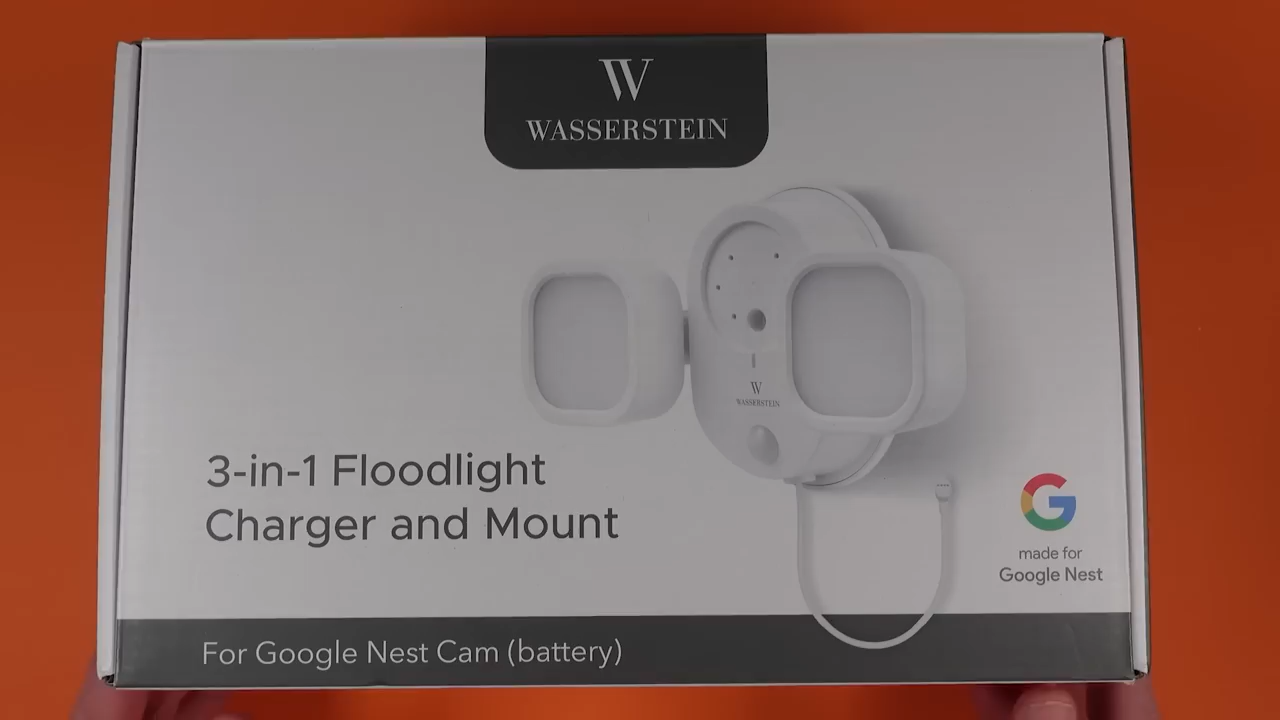 W
WASSERSTEIN
W
WASSERSTEIN
3-in-1 Floodlight
Charger and Mount
G
made for
Google Nest
For Google Nest Cam (battery)